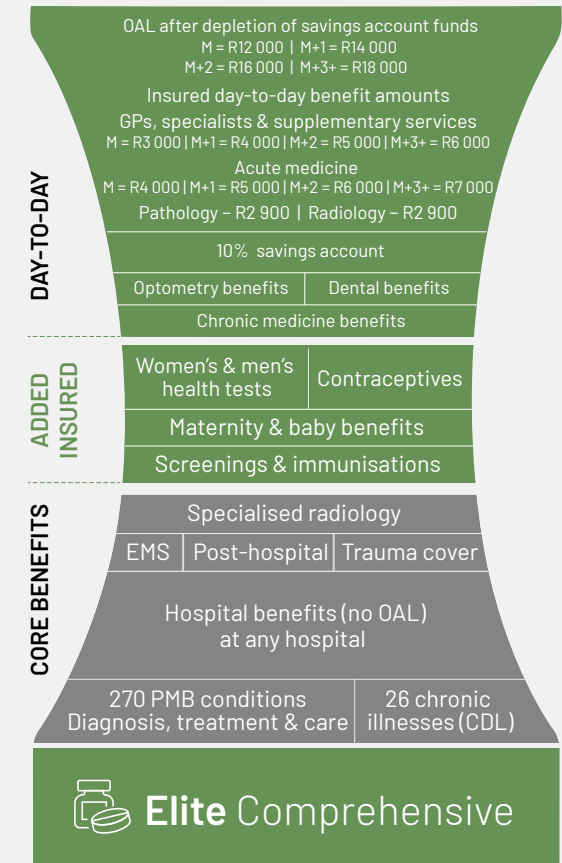 OAL after depletion of savings account funds
M = R12 000 | M+1 = R14 000
M+2 = R16 000 | M+3+ = R18 000
Insured day-to-day benefit amounts
GPs, specialists & supplementary services
M = R3 000 | M+1 = R4 000 | M+2 = R5 000 | M+3+ = R6 000
Acute medicine
M = R4 000 | M+1 = R5 000 | M+2 = R6 000 | M+3+ = R7 000
Pathology – R2 900 | Radiology – R2 900
10% savings account
Optometry benefits
Dental benefits
Chronic medicine benefits
DAY-TO-DAY
Women's & men's
health tests
Contraceptives
Maternity & baby benefits
Screenings & immunisations
ADDED
INSURED
Specialised radiology
EMS
Post-hospital
Trauma cover
Hospital benefits (no OAL)
at any hospital
270 PMB conditions
Diagnosis, treatment & care
26 chronic
illnesses (CDL)
CORE BENEFITS
Elite Comprehensive